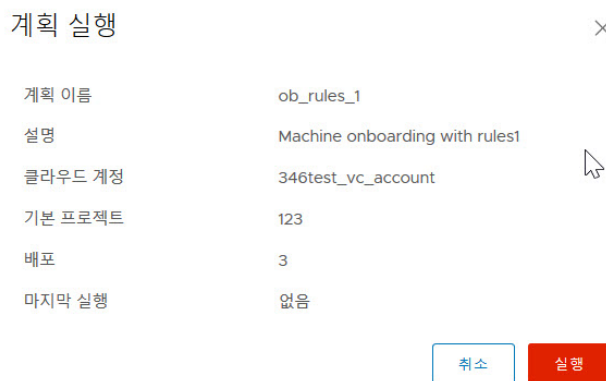 계획 실행
계획 이름 ob_rules_1
설명 Machine onboarding with rules1
클라우드 계정 346test_vc_account
기본 프로젝트 123
배포 3
마지막 실행 없음
취소 실행